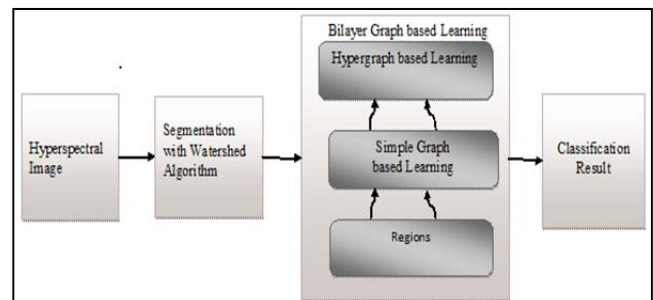 Bilayer Graph based Learning
Hypergraph based Learning
Hyperspectral
Image
Segmentation
with Watershed
Algorithm
Simple Graph
based Learning
Regions
Classification
Result